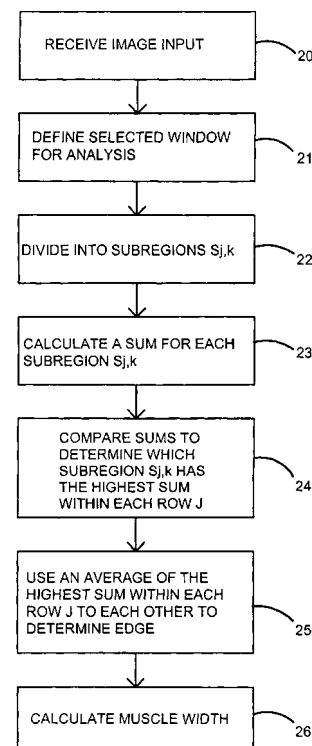 RECEIVE IMAGE INPUT
20
DEFINE SELECTED WINDOW
FOR ANALYSIS
21
DIVIDE INTO SUBREGIONS Sj,k
22
CALCULATE A SUM FOR EACH
SUBREGION Sj,k
23
COMPARE SUMS TO
DETERMINE WHICH
SUBREGION Sj,k HAS
THE HIGHEST SUM
WITHIN EACH ROW J
24
USE AN AVERAGE OF THE
HIGHEST SUM WITHIN EACH
ROW J TO EACH OTHER TO
DETERMINE EDGE
25
CALCULATE MUSCLE WIDTH
26